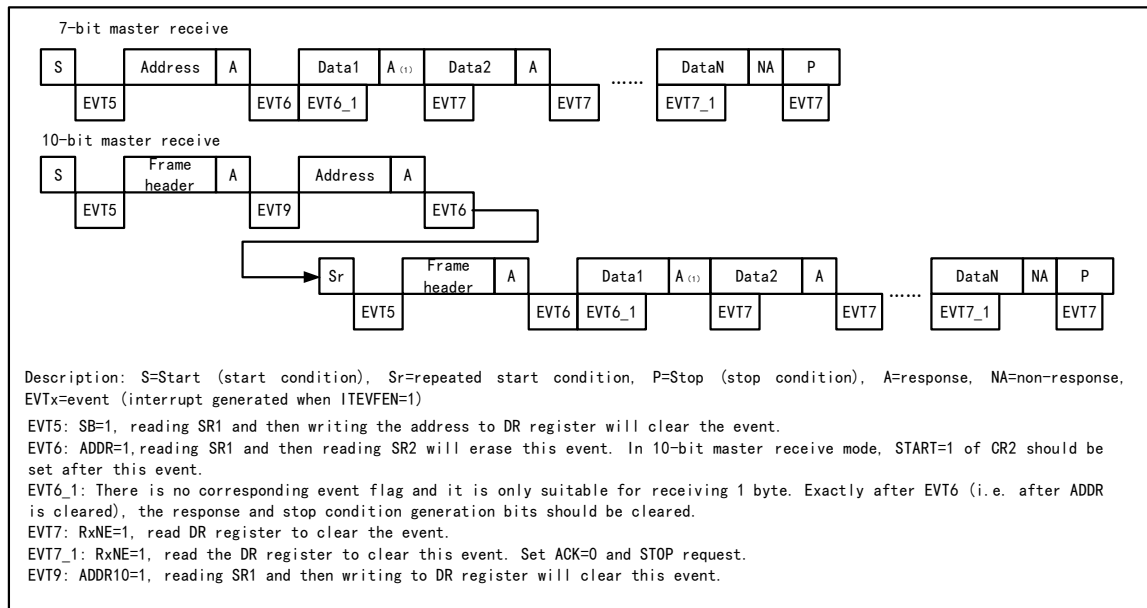 7-bit master receive
S Address A Data1 A(1) Data2 A ...... DataN NA P
EVT5 EVT6 EVT6_1 EVT7 EVT7 EVT7_1 EVT7
10-bit master receive
S Frame header A Address A
EVT5 EVT9 EVT6
Sr Frame header A Data1 A(1) Data2 A ...... DataN NA P
EVT5 EVT6 EVT6_1 EVT7 EVT7 EVT7_1 EVT7
Description: S=Start (start condition), Sr=repeated start condition, P=Stop (stop condition), A=response, NA=non-response,
EVTx=event (interrupt generated when ITEVFEN=1)
EVT5: SB=1, reading SR1 and then writing the address to DR register will clear the event.
EVT6: ADDR=1, reading SR1 and then reading SR2 will erase this event. In 10-bit master receive mode, START=1 of CR2 should be
set after this event.
EVT6_1: There is no corresponding event flag and it is only suitable for receiving 1 byte. Exactly after EVT6 (i.e. after ADDR
is cleared), the response and stop condition generation bits should be cleared.
EVT7: RxNE=1, read DR register to clear the event.
EVT7_1: RxNE=1, read the DR register to clear this event. Set ACK=0 and STOP request.
EVT9: ADDR10=1, reading SR1 and then writing to DR register will clear this event.